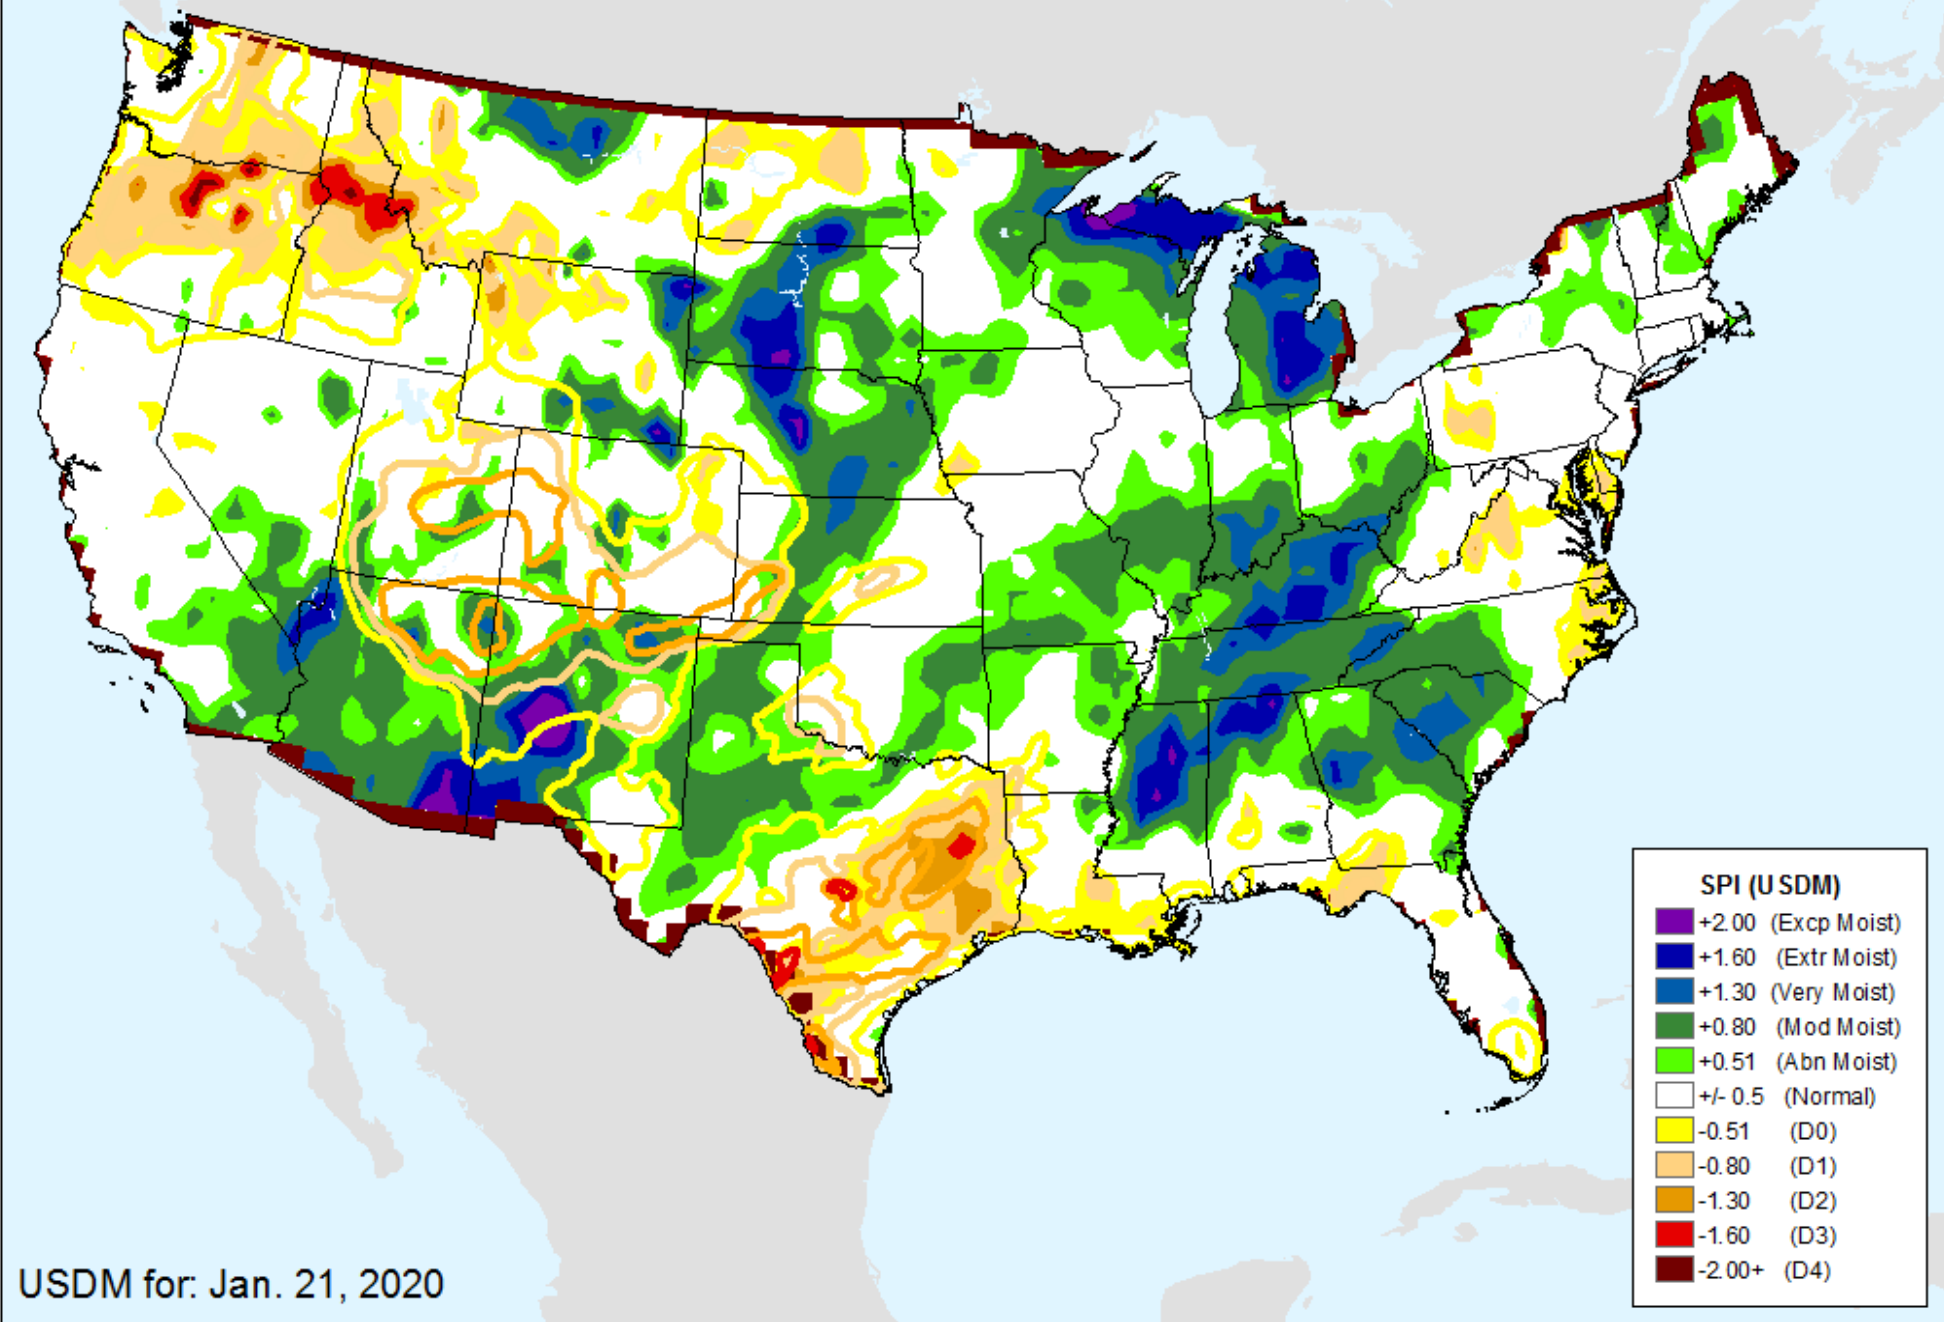 SPI (USDM)
+2.00 (Excp Moist)
+1.60 (Extr Moist)
+1.30 (Very Moist)
+0.80 (Mod Moist)
+0.51 (Abn Moist)
+/- 0.5 (Normal)
-0.51 (D0)
-0.80 (D1)
-1.30 (D2)
-1.60 (D3)
-2.00+ (D4)
USDM for: Jan. 21, 2020